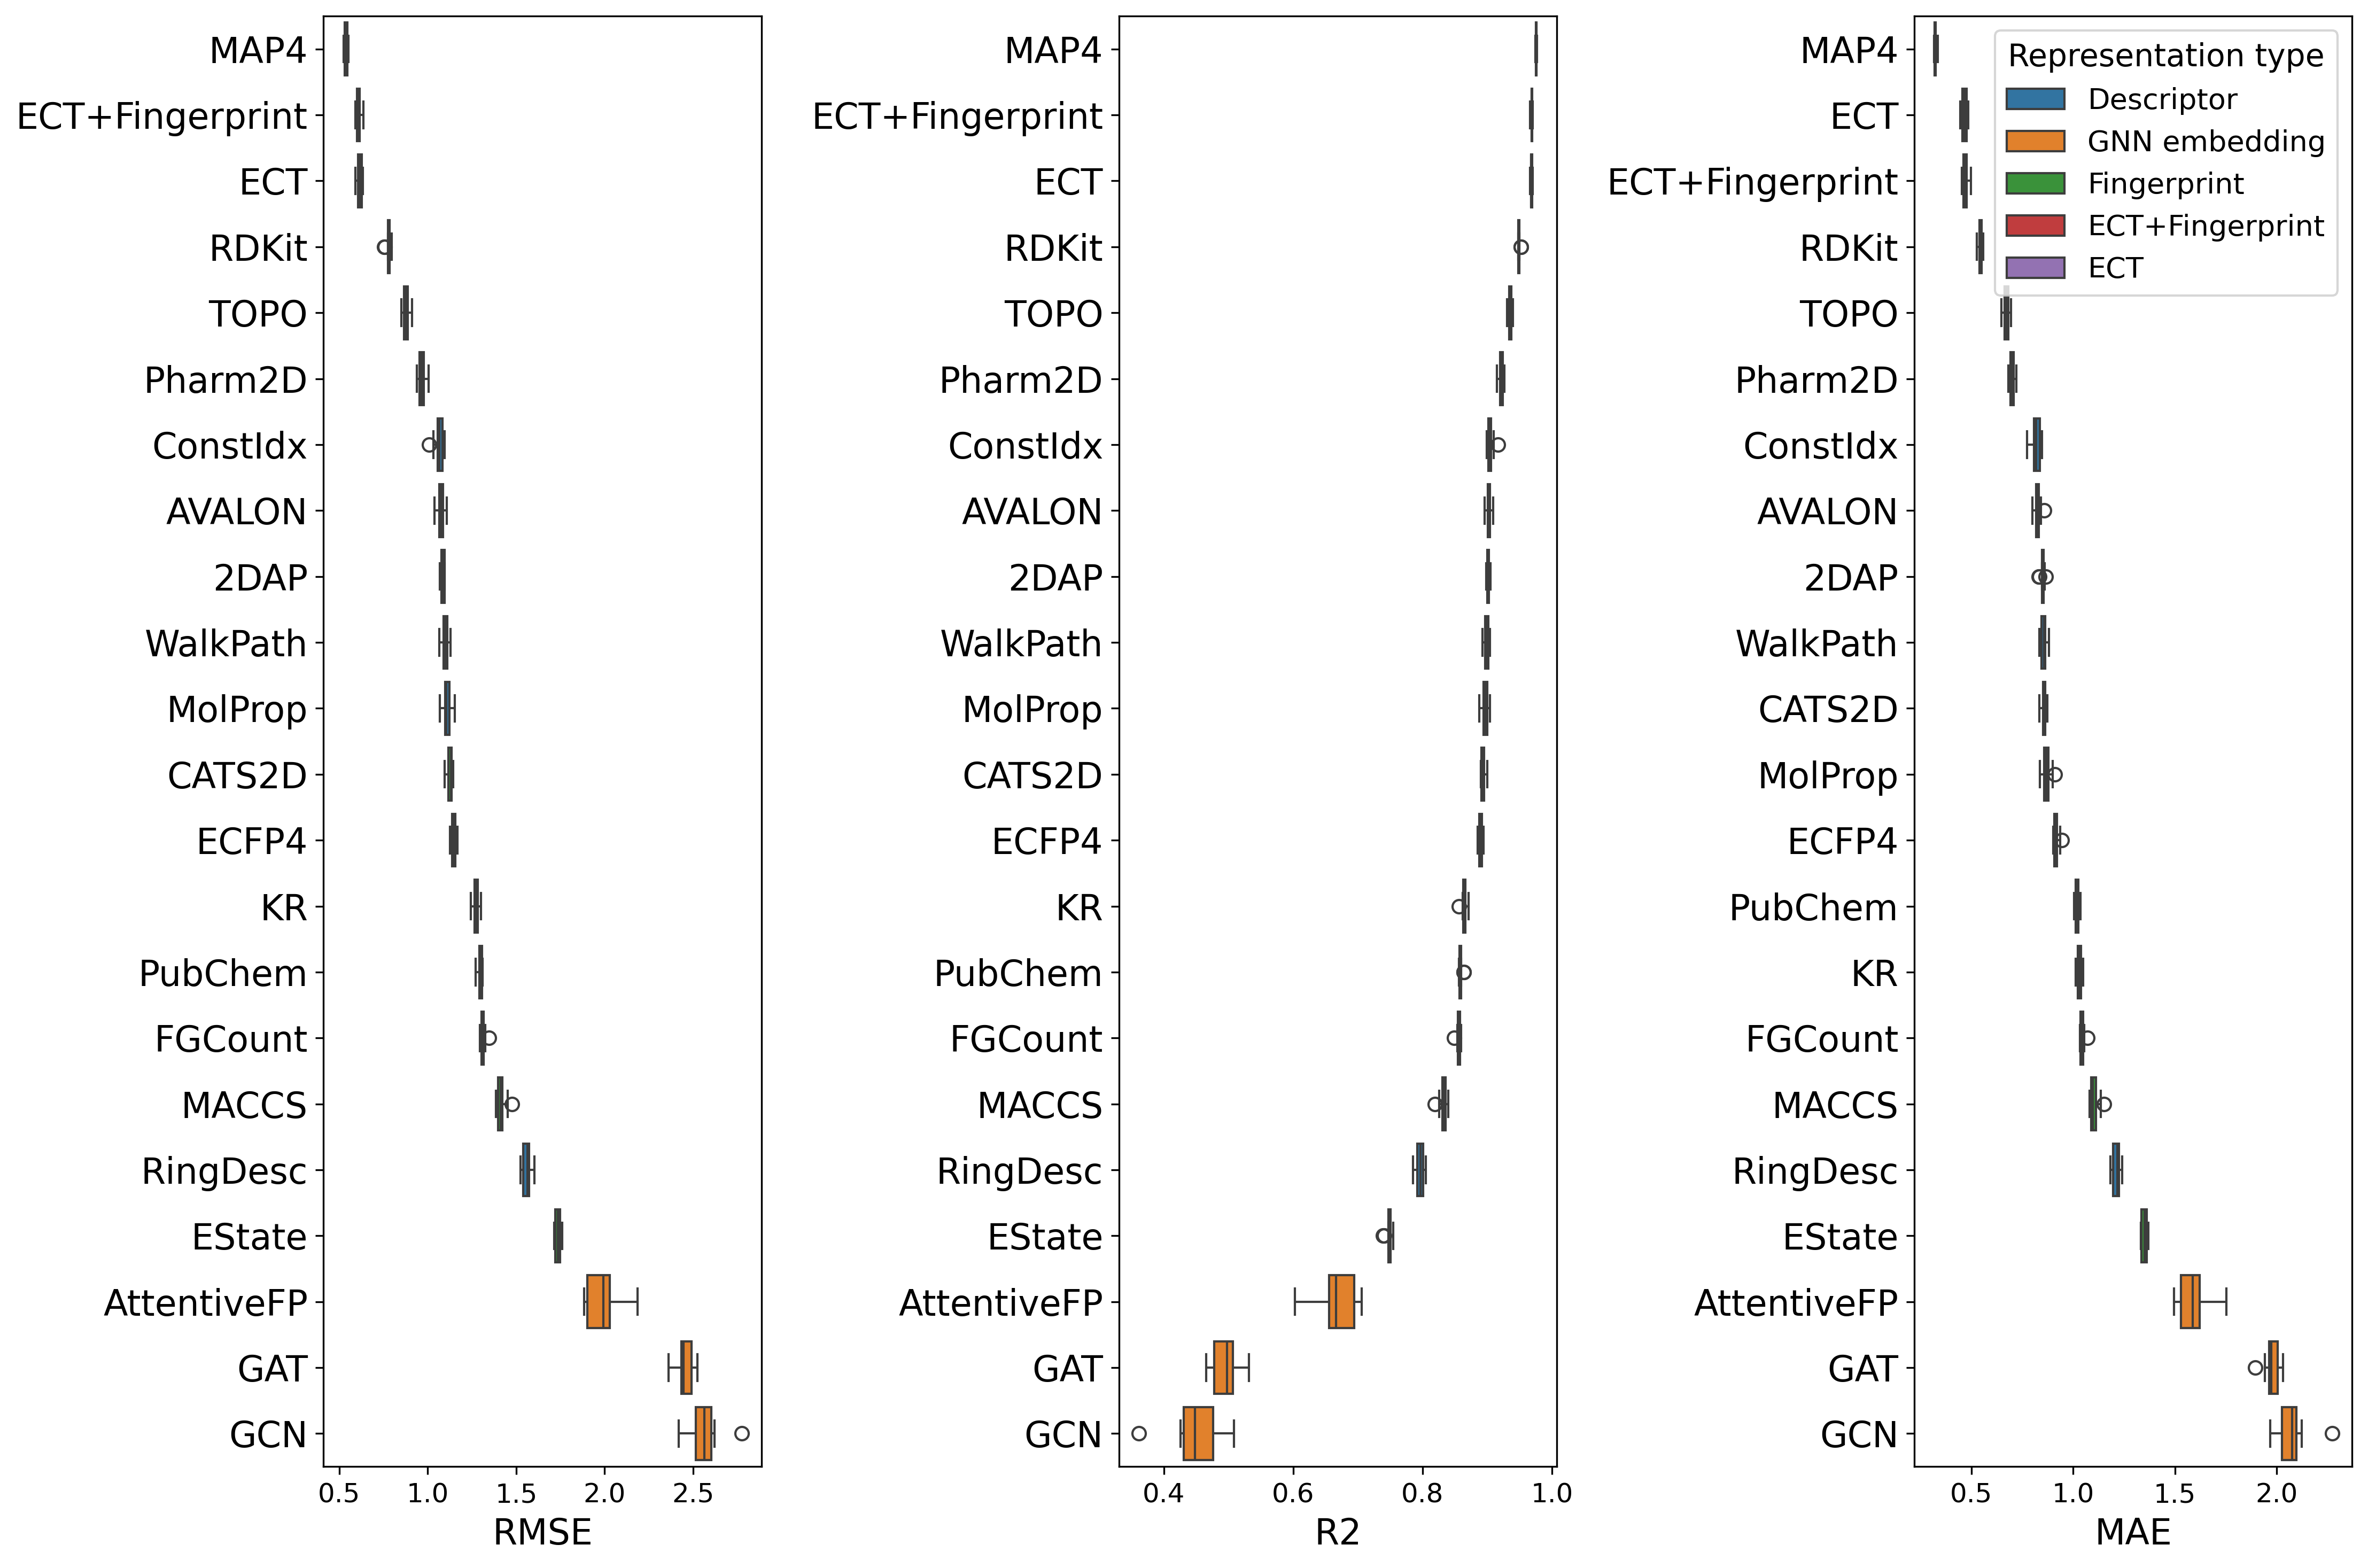 MAP4
ECT+Fingerprint
ECT
RDKit
TOPO
Pharm2D
ConstIdx
AVALON
2DAP
WalkPath
MolProp
CATS2D
ECFP4
KR
PubChem
FGCount
MACCS
RingDesc
EState
AttentiveFP
GAT
GCN
0.5 1.0 1.5 2.0 2.5
RMSE
MAP4
ECT+Fingerprint
ECT
RDKit
TOPO
Pharm2D
ConstIdx
AVALON
2DAP
WalkPath
MolProp
CATS2D
ECFP4
KR
PubChem
FGCount
MACCS
RingDesc
EState
AttentiveFP
GAT
GCN
0.4 0.6 0.8 1.0
R2
MAP4
ECT
ECT+Fingerprint
RDKit
TOPO
Pharm2D
ConstIdx
AVALON
2DAP
WalkPath
CATS2D
MolProp
ECFP4
PubChem
KR
FGCount
MACCS
RingDesc
EState
AttentiveFP
GAT
GCN
0.5 1.0 1.5 2.0
MAE
Representation type
Descriptor
GNN embedding
Fingerprint
ECT+Fingerprint
ECT